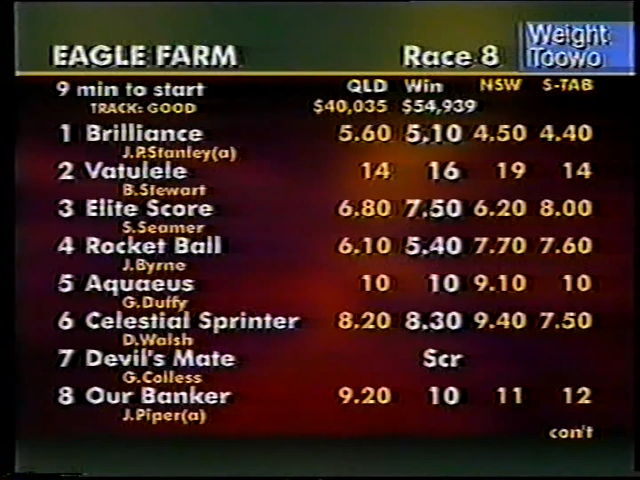 EAGLE FARM Race 8 Weight Toowo
9 min to start QLD Win NSW S-TAB
TRACK: GOOD $40,035 $54,939
1 Brilliance 5.60 5.10 4.50 4.40
J.P.Stanley(a)
2 Vatulele 14 16 19 14
B.Stewart
3 Elite Score 6.80 7.50 6.20 8.00
S.Seamer
4 Rocket Ball 6.10 5.40 7.70 7.60
J.Byrne
5 Aquaeus 10 10 9.10 10
G.Duffy
6 Celestial Sprinter 8.20 8.30 9.40 7.50
D.Walsh
7 Devil's Mate Scr
G.Colless
8 Our Banker 9.20 10 11 12
J.Piper(a)
con't